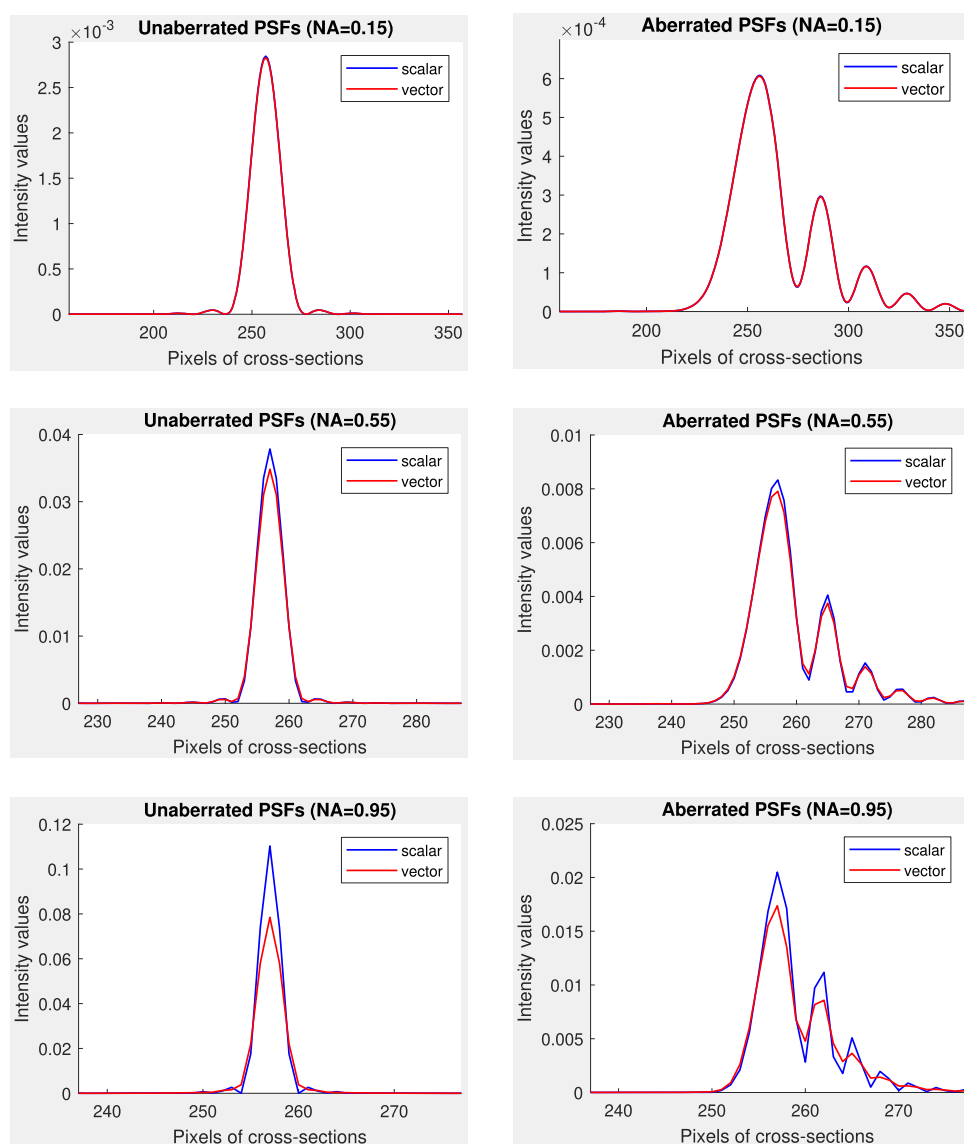 ×10⁻³
Unaberrated PSFs (NA=0.15)
3
2.5
2
1.5
1
0.5
0
Intensity values
scalar
vector
200 250 300 350
Pixels of cross-sections
×10⁻⁴
Aberrated PSFs (NA=0.15)
6
4
2
0
Intensity values
scalar
vector
200 250 300 350
Pixels of cross-sections
Unaberrated PSFs (NA=0.55)
0.04
0.03
0.02
0.01
0
Intensity values
scalar
vector
230 240 250 260 270 280
Pixels of cross-sections
Aberrated PSFs (NA=0.55)
0.01
0.008
0.006
0.004
0.002
0
Intensity values
scalar
vector
230 240 250 260 270 280
Pixels of cross-sections
Unaberrated PSFs (NA=0.95)
0.12
0.1
0.08
0.06
0.04
0.02
0
Intensity values
scalar
vector
240 250 260 270
Pixels of cross-sections
Aberrated PSFs (NA=0.95)
0.025
0.02
0.015
0.01
0.005
0
Intensity values
scalar
vector
240 250 260 270
Pixels of cross-sections